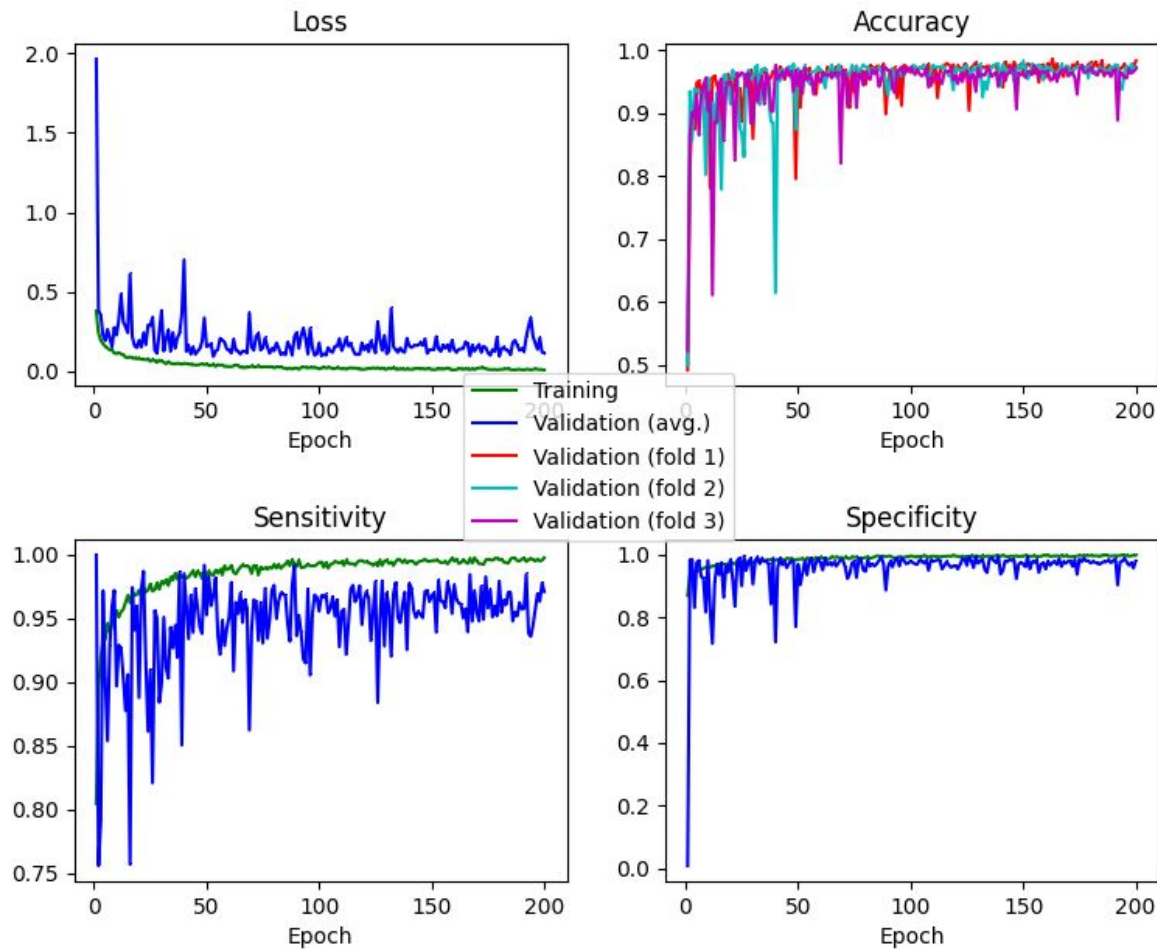 Loss
2.0
1.5
1.0
0.5
0.0
0 50 100 150 200
Epoch
Accuracy
1.0
0.9
0.8
0.7
0.6
0.5
0 50 100 150 200
Epoch
Training
Validation (avg.)
Validation (fold 1)
Validation (fold 2)
Validation (fold 3)
Sensitivity
1.00
0.95
0.90
0.85
0.80
0.75
0 50 100 150 200
Epoch
Specificity
1.0
0.8
0.6
0.4
0.2
0.0
0 50 100 150 200
Epoch